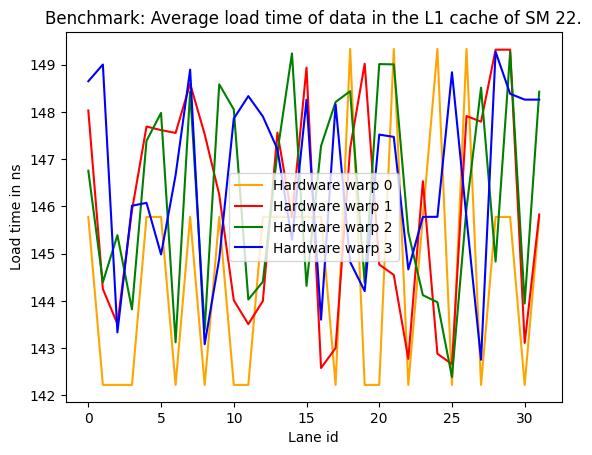 Benchmark: Average load time of data in the L1 cache of SM 22.
Load time in ns
149
148
147
146
145
144
143
142
Hardware warp 0
Hardware warp 1
Hardware warp 2
Hardware warp 3
0 5 10 15 20 25 30
Lane id